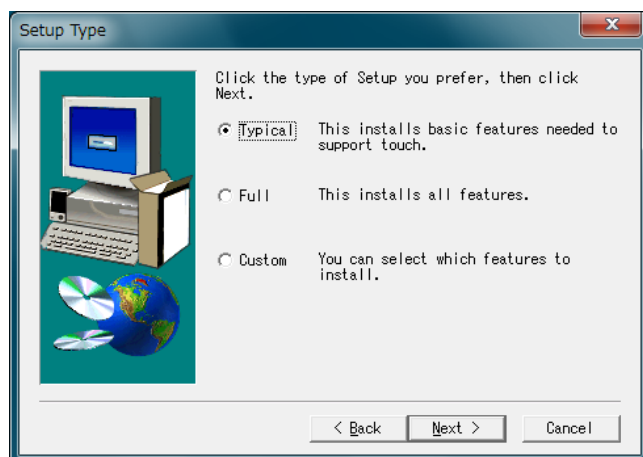 Setup Type
Click the type of Setup you prefer, then click
Next.
Typical This installs basic features needed to
support touch.
Full This installs all features.
Custom You can select which features to
install.
< Back Next > Cancel